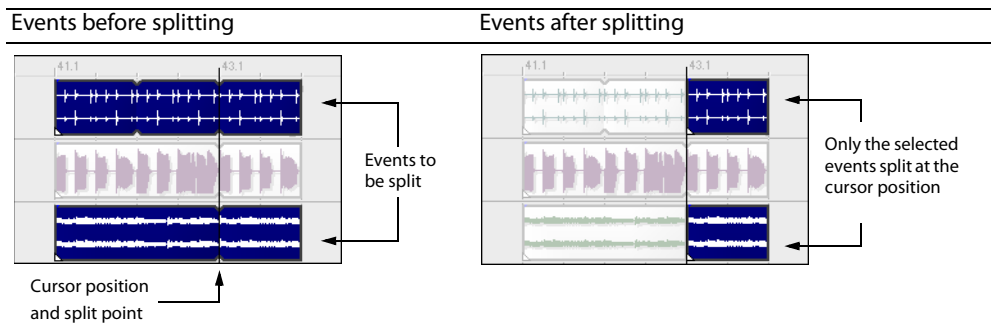 Events before splitting
Events after splitting
41.1
43.1
41.1
43.1
Events to
be split
Only the selected
events split at the
cursor position
Cursor position
and split point